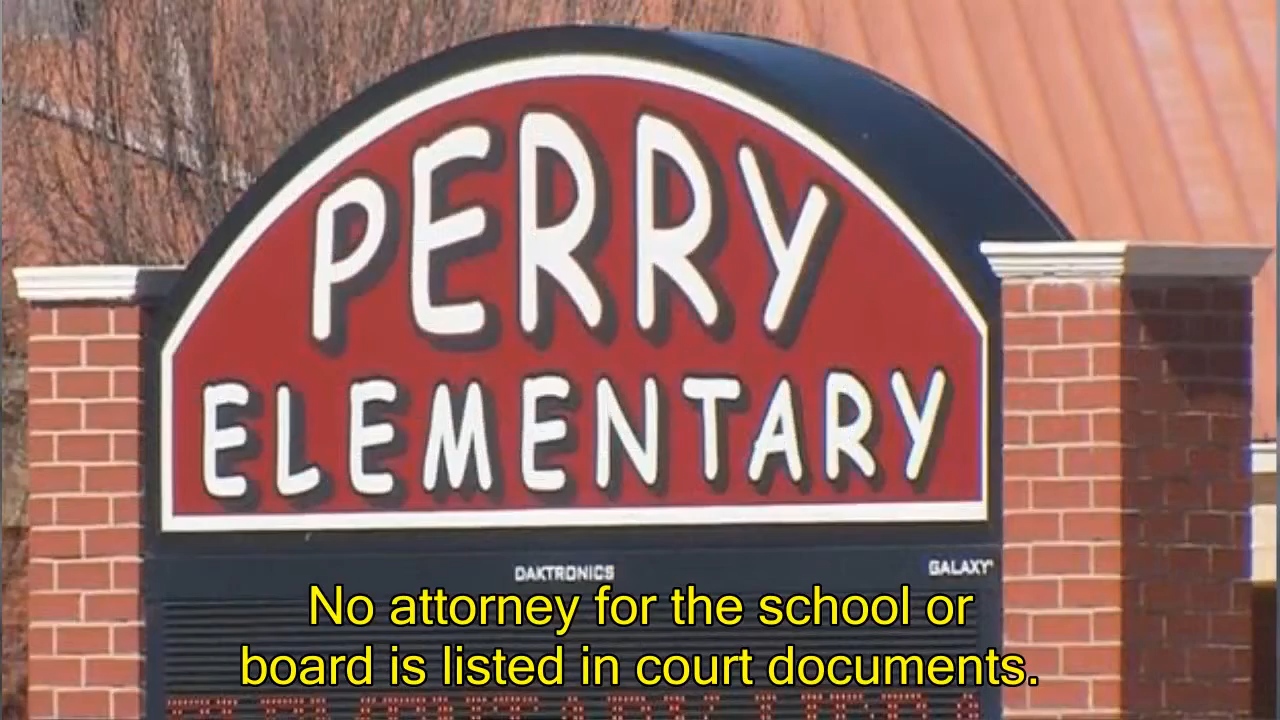 PERRY
ELEMENTARY
DAKTRONICS GALAXY
No attorney for the school or
board is listed in court documents.